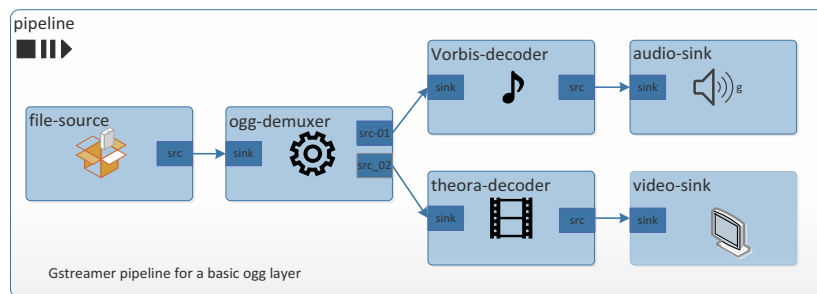 pipeline
file-source
src
ogg-demuxer
sink
src-01
src_02
Vorbis-decoder
sink
src
audio-sink
sink
g
theora-decoder
sink
src
video-sink
sink
Gstreamer pipeline for a basic ogg layer